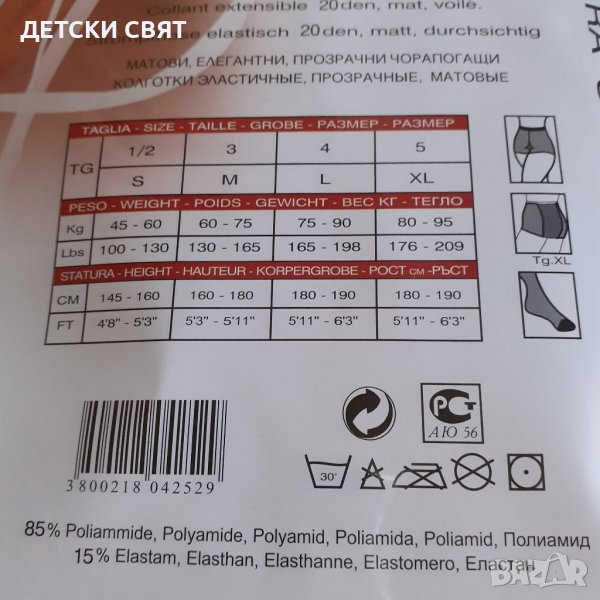 Collant extensible 20den, mat, voile.
ДЕТСКИ СВЯТ
elastisch 20den, matt, durchsichtig
МАТОВИ, ЕЛЕГАНТНИ, ПРОЗРАЧНИ ЧОРАПОГАЩИ
КОЛГОТКИ ЭЛАСТИЧНЫЕ, ПРОЗРАЧНЫЕ, МАТОВЫЕ
TAGLIA - SIZE - TAILLE - GROBE - РАЗМЕР - РАЗМЕР
TG 1/2 3 4 5
S M L XL
PESO - WEIGHT - POIDS - GEWICHT - ВЕС КГ - ТЕГЛО
Kg 45 - 60 60 - 75 75 - 90 80 - 95
Lbs 100 - 130 130 - 165 165 - 198 176 - 209
STATURA - HEIGHT - HAUTEUR - KORPERGROBE - РОСТ см -РЪСТ
CM 145 - 160 160 - 180 180 - 190 180 - 190
FT 4'8" - 5'3" 5'3" - 5'11" 5'11" - 6'3" 5'11" - 6'3"
Tg.XL
РСТ
АЮ 56
30°
3800218 042529
85% Poliammide, Polyamide, Polyamid, Poliamida, Poliamid, Полиамид
15% Elastam, Elasthan, Elasthanne, Elastomero, Еластан
BAZAR